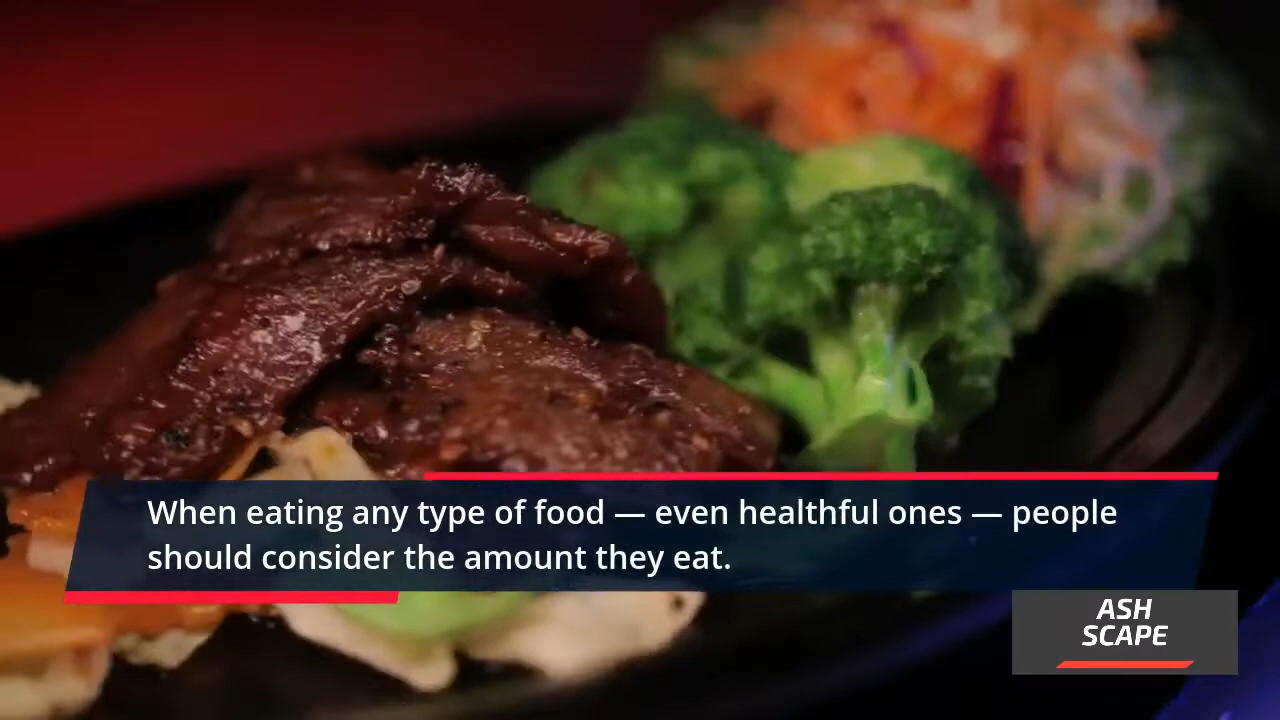 When eating any type of food — even healthful ones — people
should consider the amount they eat.
ASH
SCAPE